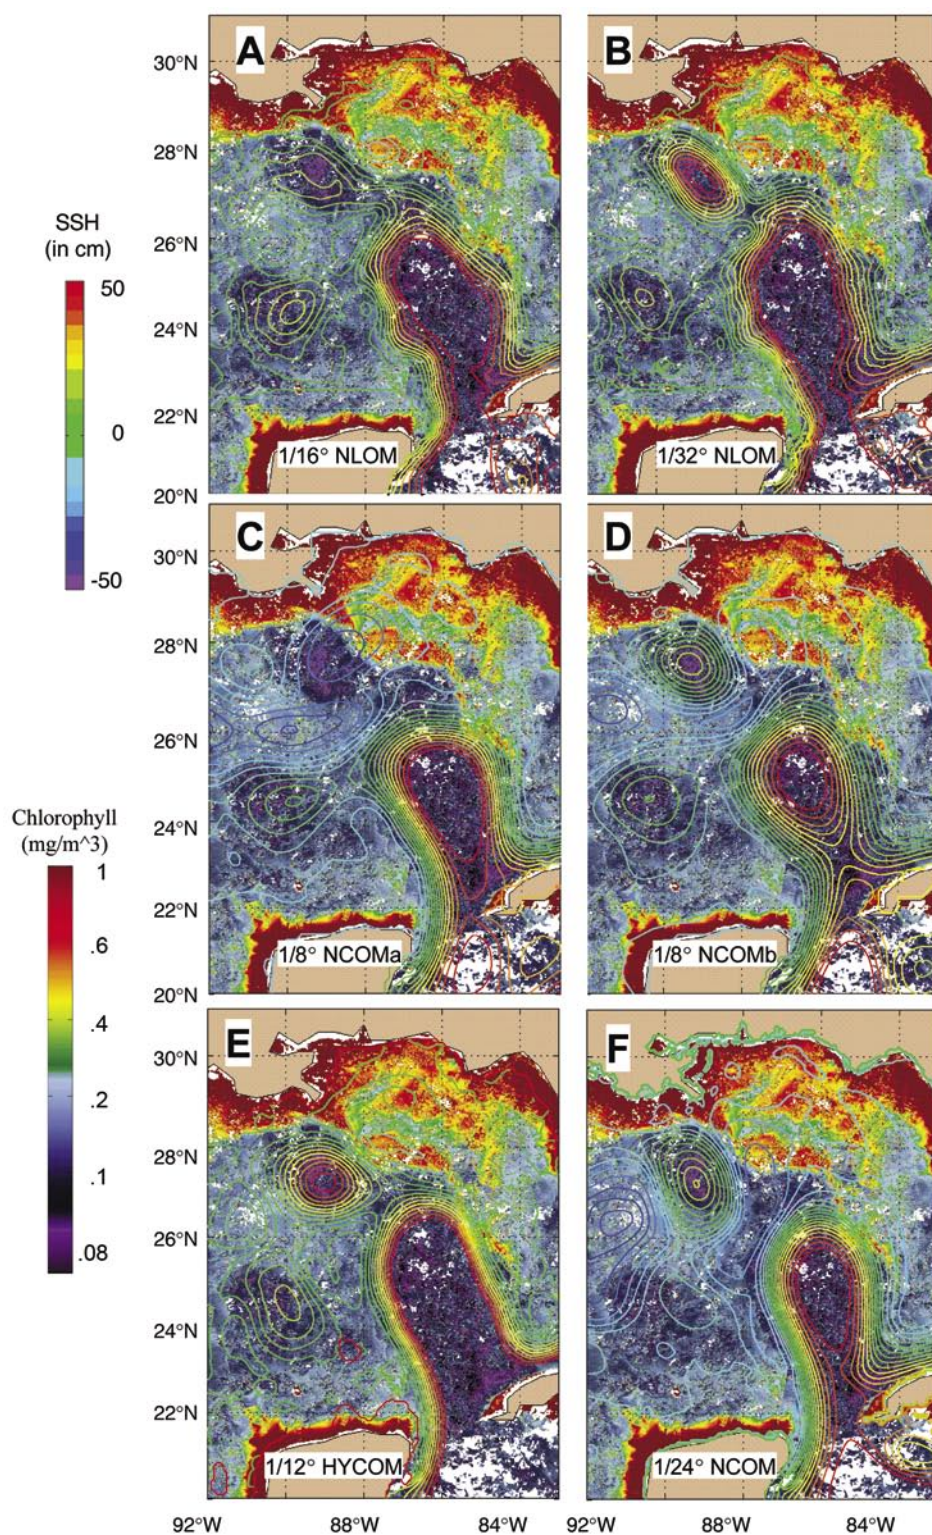 A
B
30°N
28°N
26°N
24°N
22°N
20°N
SSH
(in cm)
50
0
-50
1/16° NLOM
1/32° NLOM
C
D
30°N
28°N
26°N
24°N
22°N
20°N
Chlorophyll
(mg/m^3)
1
.6
.4
.2
.1
.08
1/8° NCOMa
1/8° NCOMb
E
F
30°N
28°N
26°N
24°N
22°N
1/12° HYCOM
1/24° NCOM
92°W
88°W
84°W
92°W
88°W
84°W